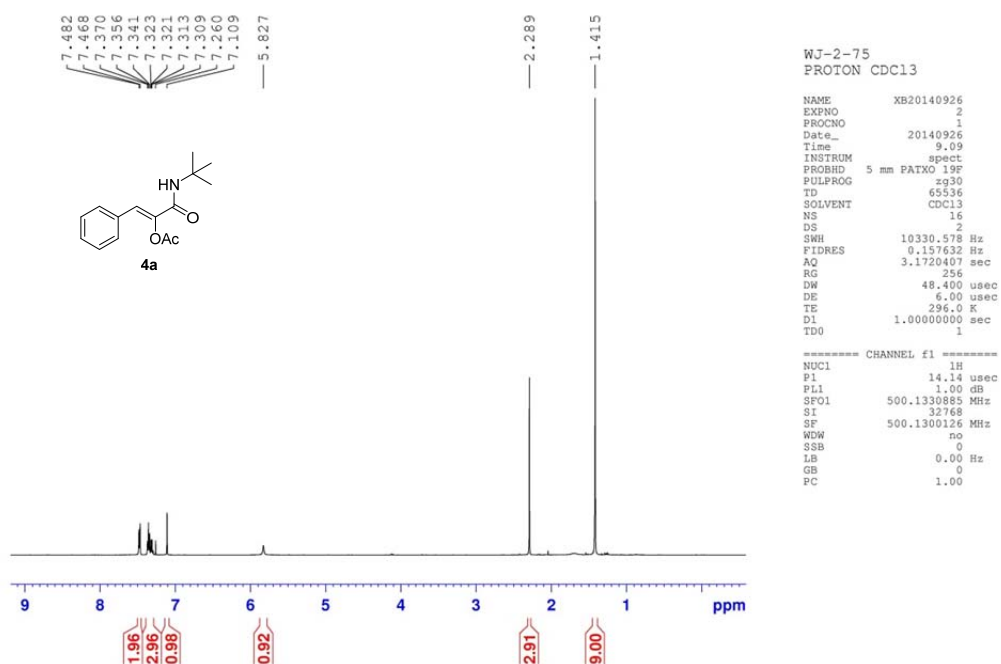 7.482
7.468
7.370
7.356
7.341
7.323
7.321
7.313
7.309
7.260
7.109
5.827
2.289
1.415
HN
O
OAc
4a
WJ-2-75
PROTON CDCl3
NAME XB20140926
EXPNO 2
PROCNO 1
Date_ 20140926
Time 9.09
INSTRUM spect
PROBHD 5 mm PATXO 19F
PULPROG zg30
TD 65536
SOLVENT CDCl3
NS 16
DS 2
SWH 10330.578 Hz
FIDRES 0.157632 Hz
AQ 3.1720407 sec
RG 256
DW 48.400 usec
DE 6.00 usec
TE 296.0 K
D1 1.00000000 sec
TD0 1
======== CHANNEL f1 ========
NUC1 1H
P1 14.14 usec
PL1 1.00 dB
SFO1 500.1330885 MHz
SI 32768
SF 500.1300126 MHz
WDW no
SSB 0
LB 0.00 Hz
GB 0
PC 1.00
9 8 7 6 5 4 3 2 1 ppm
1.96
2.96
0.98
0.92
2.91
9.00